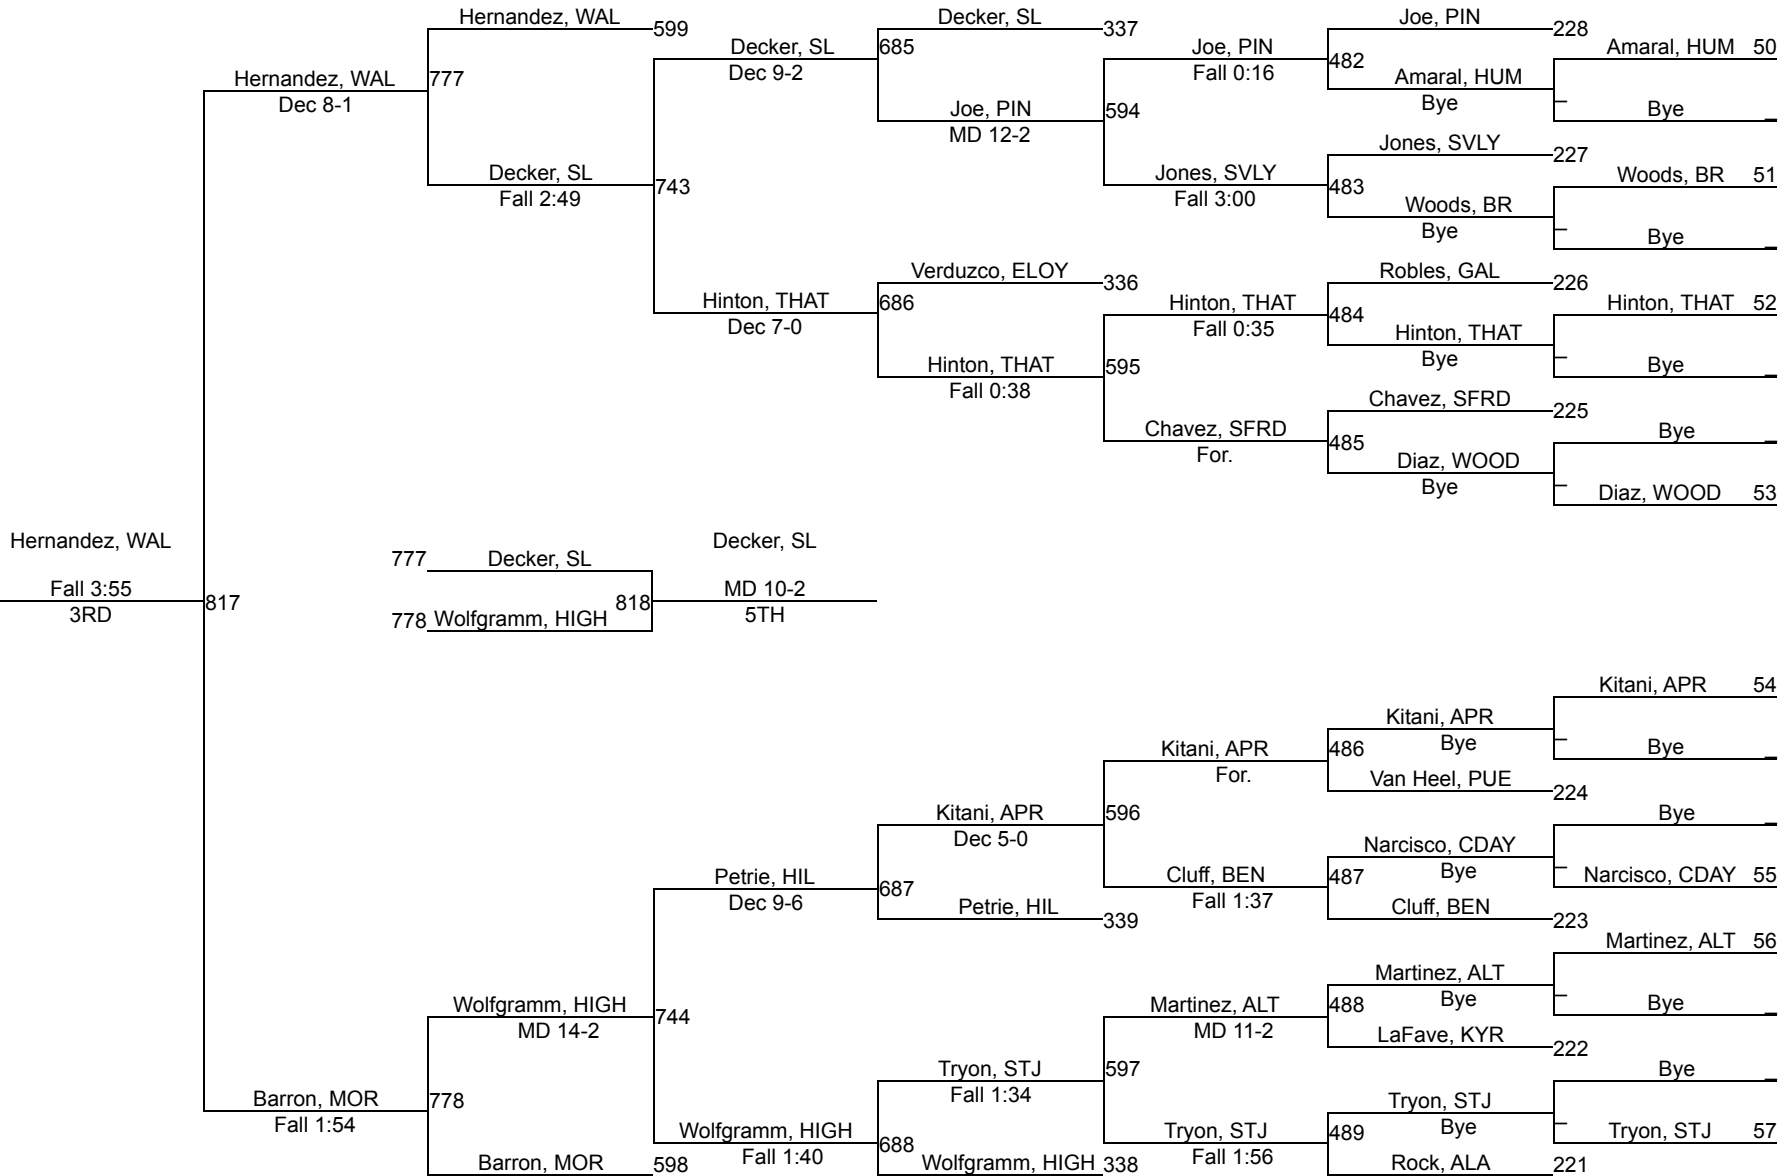 Hernandez, WAL
599
Decker, SL
337
Joe, PIN
228
Decker, SL
685
Joe, PIN
Amaral, HUM 50
Dec 9-2
Fall 0:16
482
Hernandez, WAL
777
Amaral, HUM
Dec 8-1
Bye
Joe, PIN
594
Bye
MD 12-2
Jones, SVLY
227
Decker, SL
743
Jones, SVLY
483
Woods, BR 51
Fall 2:49
Fall 3:00
Woods, BR
Bye
Bye
Verduzco, ELOY
336
Robles, GAL
226
Hinton, THAT
686
Hinton, THAT
484
Hinton, THAT 52
Dec 7-0
Fall 0:35
Hinton, THAT
Bye
Hinton, THAT
595
Bye
Fall 0:38
Chavez, SFRD
225
Chavez, SFRD
485
Bye
For.
Diaz, WOOD
Bye
Diaz, WOOD 53
Hernandez, WAL
777 Decker, SL
Decker, SL
Fall 3:55
817
818
MD 10-2
3RD
778 Wolfgramm, HIGH
5TH
Kitani, APR 54
Kitani, APR
Kitani, APR
486
Bye
Bye
For.
Van Heel, PUE
224
Kitani, APR
596
Bye
Dec 5-0
Narcisco, CDAY
Petrie, HIL
687
Cluff, BEN
487
Bye
Narcisco, CDAY 55
Dec 9-6
Petrie, HIL
339
Fall 1:37
Cluff, BEN
223
Martinez, ALT 56
Martinez, ALT
Wolfgramm, HIGH
744
Martinez, ALT
488
Bye
Bye
MD 14-2
MD 11-2
LaFave, KYR
222
Tryon, STJ
597
Bye
Fall 1:34
Barron, MOR
778
Tryon, STJ
Fall 1:54
Wolfgramm, HIGH
688
Tryon, STJ
489
Bye
Tryon, STJ 57
Barron, MOR
598
Fall 1:40
Wolfgramm, HIGH 338
Fall 1:56
Rock, ALA
221